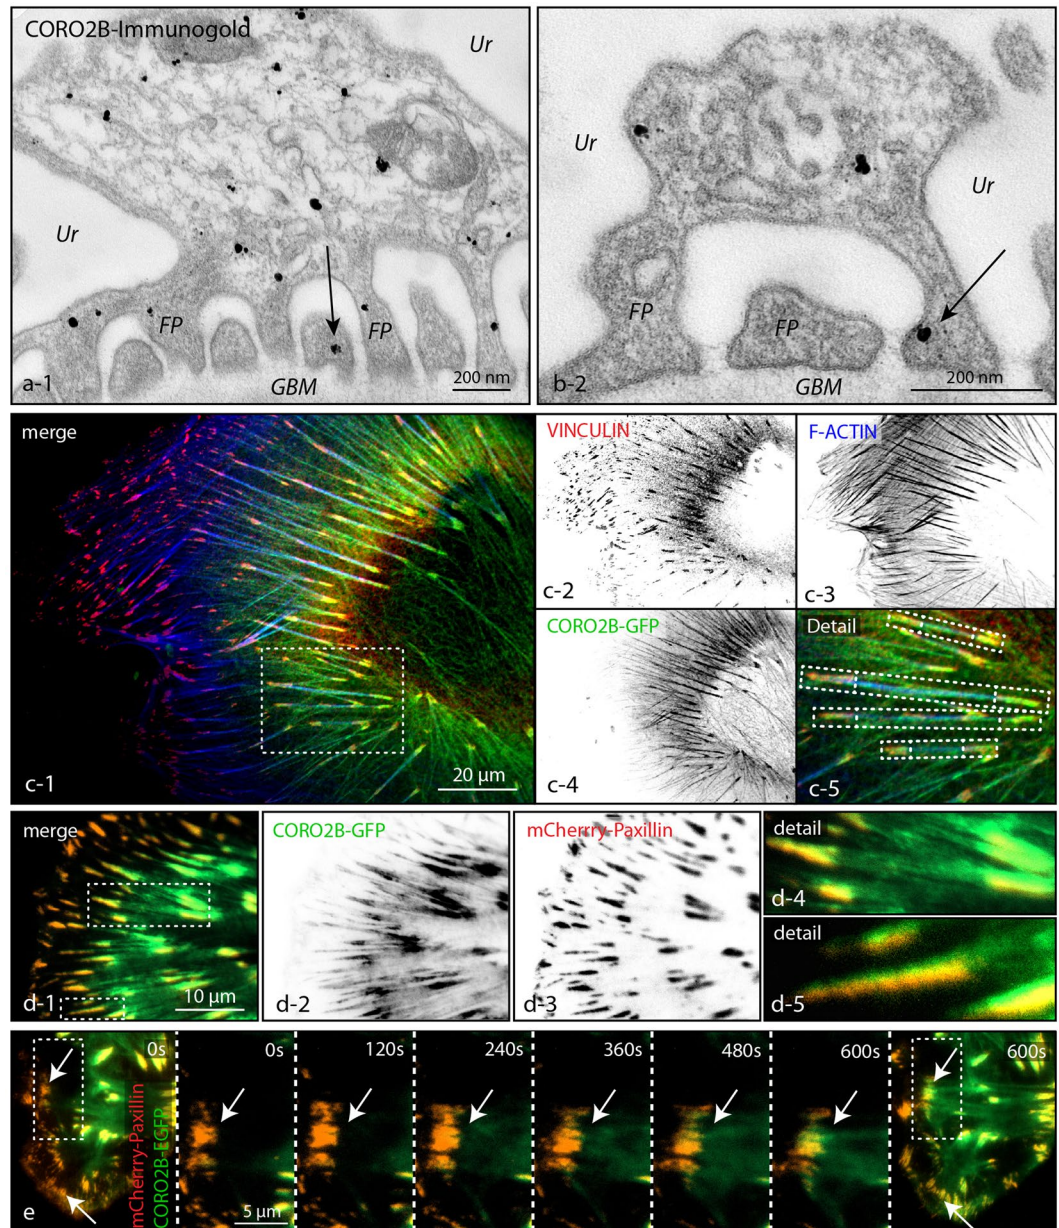 CORO2B-Immunogold
Ur
Ur
FP
FP
GBM
200 nm
a-1
Ur
Ur
FP
FP
GBM
200 nm
b-2
merge
20 µm
c-1
VINCULIN
c-2
F-ACTIN
c-3
CORO2B-GFP
c-4
Detail
c-5
merge
10 µm
d-1
CORO2B-GFP
d-2
mCherrry-Paxillin
d-3
detail
d-4
detail
d-5
0s
mCherrry-Paxillin
CORO2B-EGFP
e
0s
5 µm
120s
240s
360s
480s
600s
600s